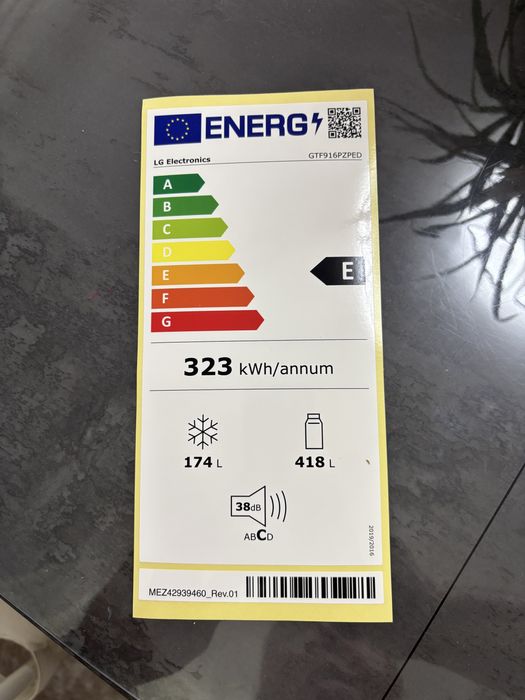 ENERG
LG Electronics GTF916PZPED
A
B
C
D
E
E
F
G
323 kWh/annum
174 L 418 L
38dB
ABCD
2019/2016
MEZ42939460_Rev.01